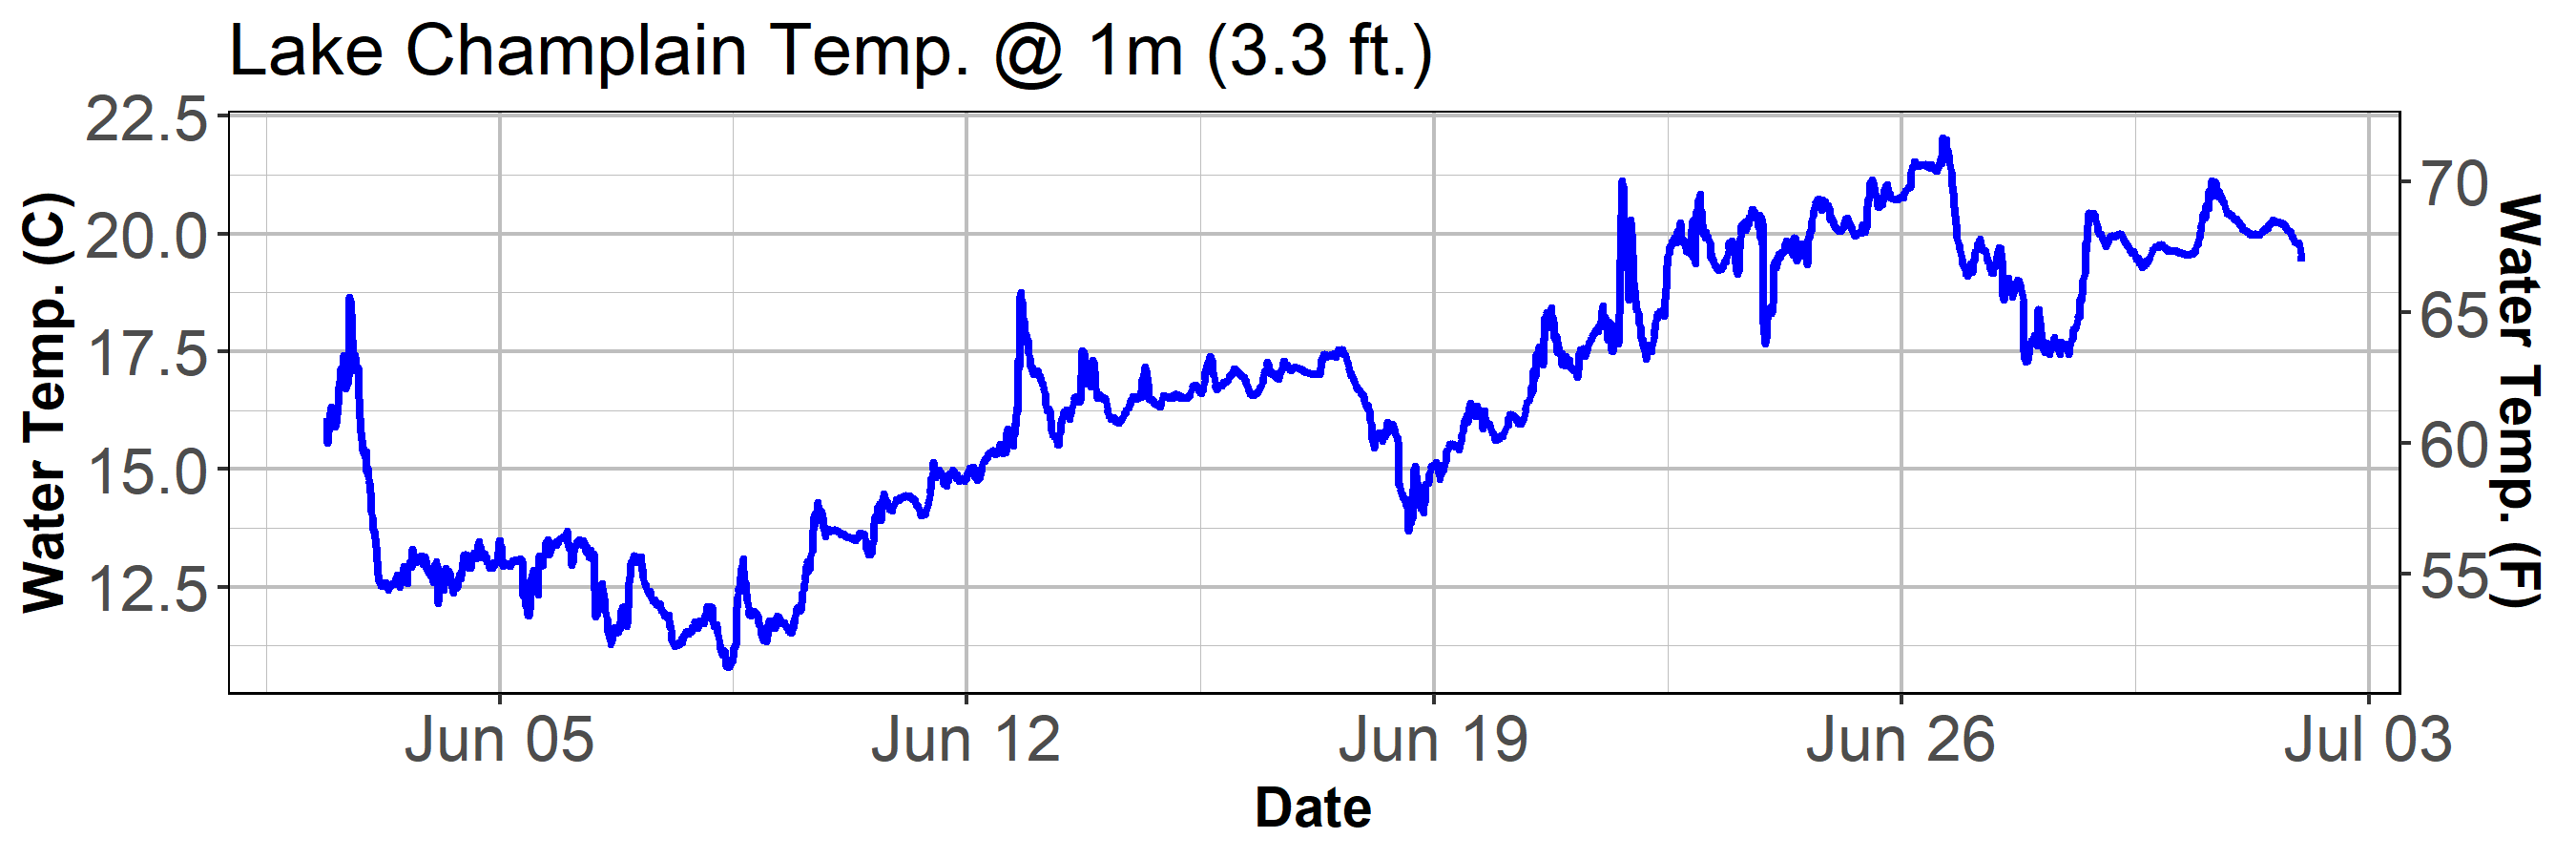 Lake Champlain Temp. @ 1m (3.3 ft.)
Water Temp. (C)
22.5
20.0
17.5
15.0
12.5
70
65
60
55
Water Temp. (F)
Jun 05
Jun 12
Jun 19
Jun 26
Jul 03
Date